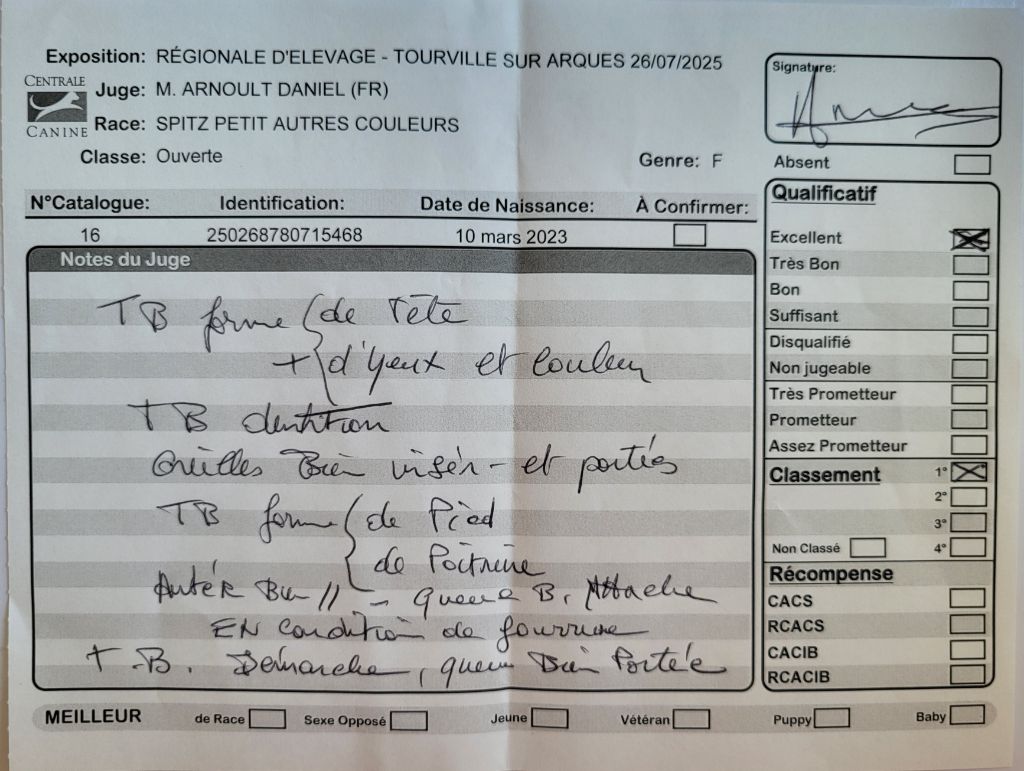 Exposition: RÉGIONALE D'ELEVAGE - TOURVILLE SUR ARQUES 26/07/2025
CENTRALE CANINE
Juge: M. ARNOULT DANIEL (FR)
Race: SPITZ PETIT AUTRES COULEURS
Classe: Ouverte Genre: F
N°Catalogue: Identification: Date de Naissance: À Confirmer:
16 250268780715468 10 mars 2023
Notes du Juge
TB forme de Tête
+ d'Yeux et couleur
TB dentition
Oreilles Bien insér- et portés
TB forme de Pied
de Poitrine
Antér Bien // - queue B. Attache
EN condition de fourrure
T.B. Démarche, queue Bien Portée
Signature:
Absent
Qualificatif
Excellent
Très Bon
Bon
Suffisant
Disqualifié
Non jugeable
Très Prometteur
Prometteur
Assez Prometteur
Classement 1°
2°
3°
Non Classé 4°
Récompense
CACS
RCACS
CACIB
RCACIB
MEILLEUR de Race Sexe Opposé Jeune Vétéran Puppy Baby